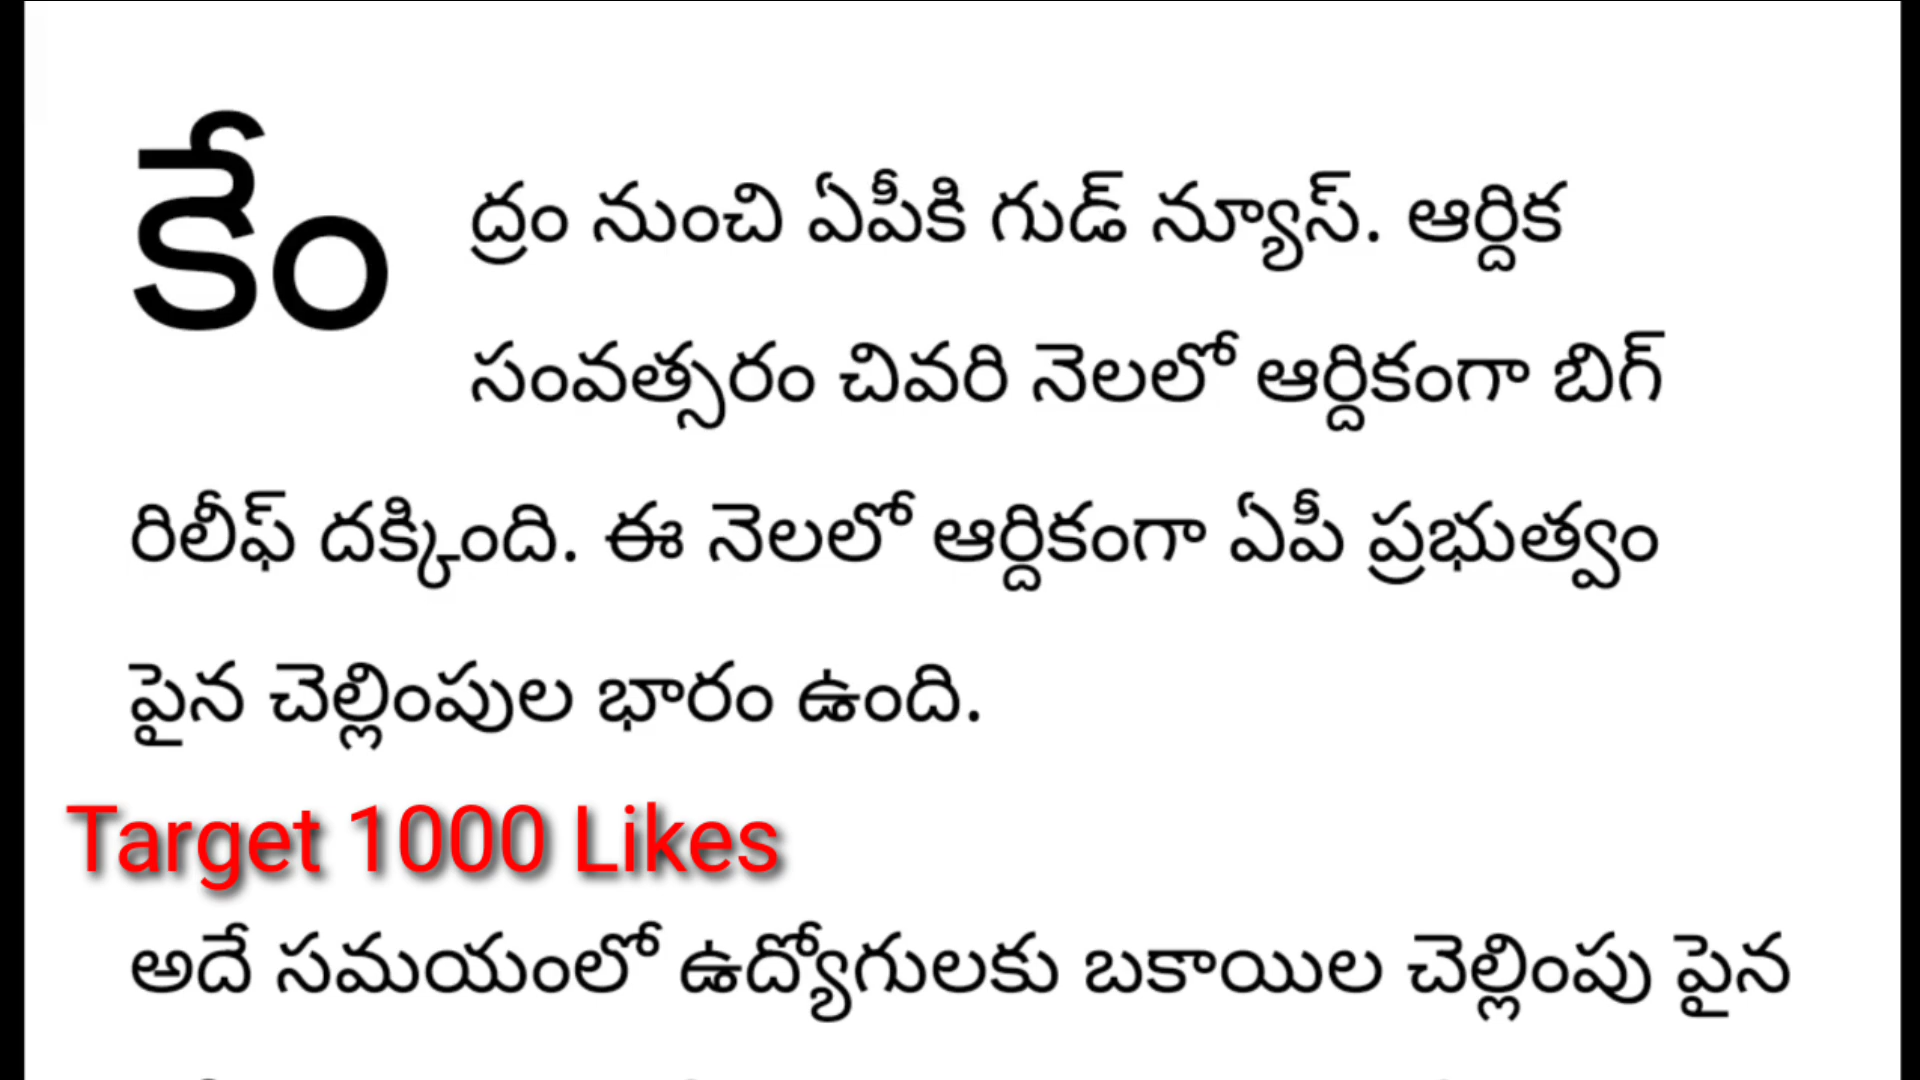 కేంద్రం నుంచి ఏపీకి గుడ్ న్యూస్. ఆర్దిక
సంవత్సరం చివరి నెలలో ఆర్దికంగా బిగ్
రిలీఫ్ దక్కింది. ఈ నెలలో ఆర్దికంగా ఏపీ ప్రభుత్వం
పైన చెల్లింపుల భారం ఉంది.
Target 1000 Likes
అదే సమయంలో ఉద్యోగులకు బకాయిల చెల్లింపు పైన